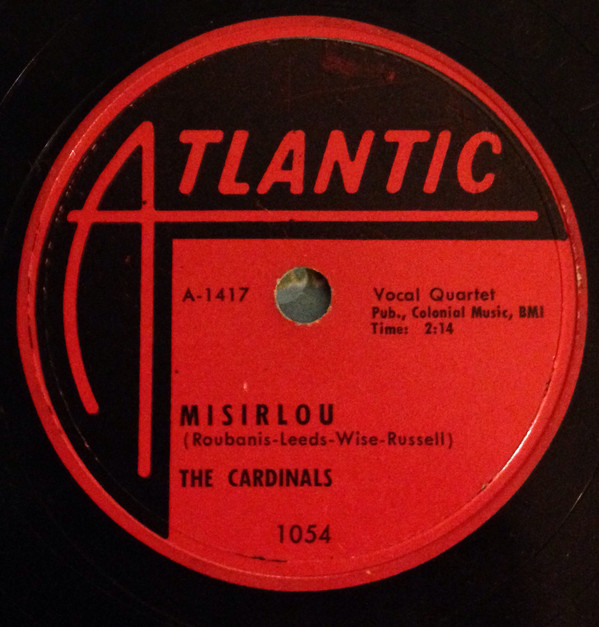 ATLANTIC
A-1417
Vocal Quartet
Pub., Colonial Music, BMI
Time: 2:14
MISIRLOU
(Roubanis-Leeds-Wise-Russell)
THE CARDINALS
1054